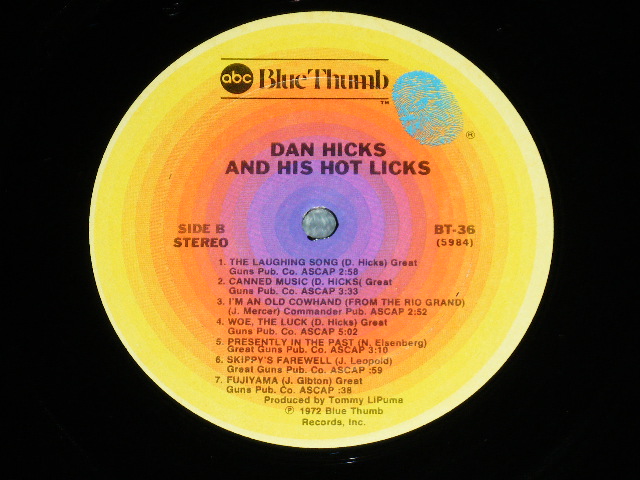 abc Blue Thumb
TM
®
DAN HICKS
AND HIS HOT LICKS
SIDE B
STEREO
BT-36
(5984)
1. THE LAUGHING SONG (D. Hicks) Great
Guns Pub. Co. ASCAP 2:58
2. CANNED MUSIC (D. HICKS( Great
Guns Pub. Co. ASCAP 3:33
3. I'M AN OLD COWHAND (FROM THE RIO GRAND)
(J. Mercer) Commander Pub. ASCAP 2:52
4. WOE, THE LUCK (D. Hicks) Great
Guns Pub. Co. ASCAP 5:02
5. PRESENTLY IN THE PAST (N. Eisenberg)
Great Guns Pub. Co. ASCAP 3:10
6. SKIPPY'S FAREWELL (J. Leopold)
Great Guns Pub. Co. ASCAP :59
7. FUJIYAMA (J. Gibton) Great
Guns Pub. Co. ASCAP :38
Produced by Tommy LiPuma
℗ 1972 Blue Thumb
Records, Inc.